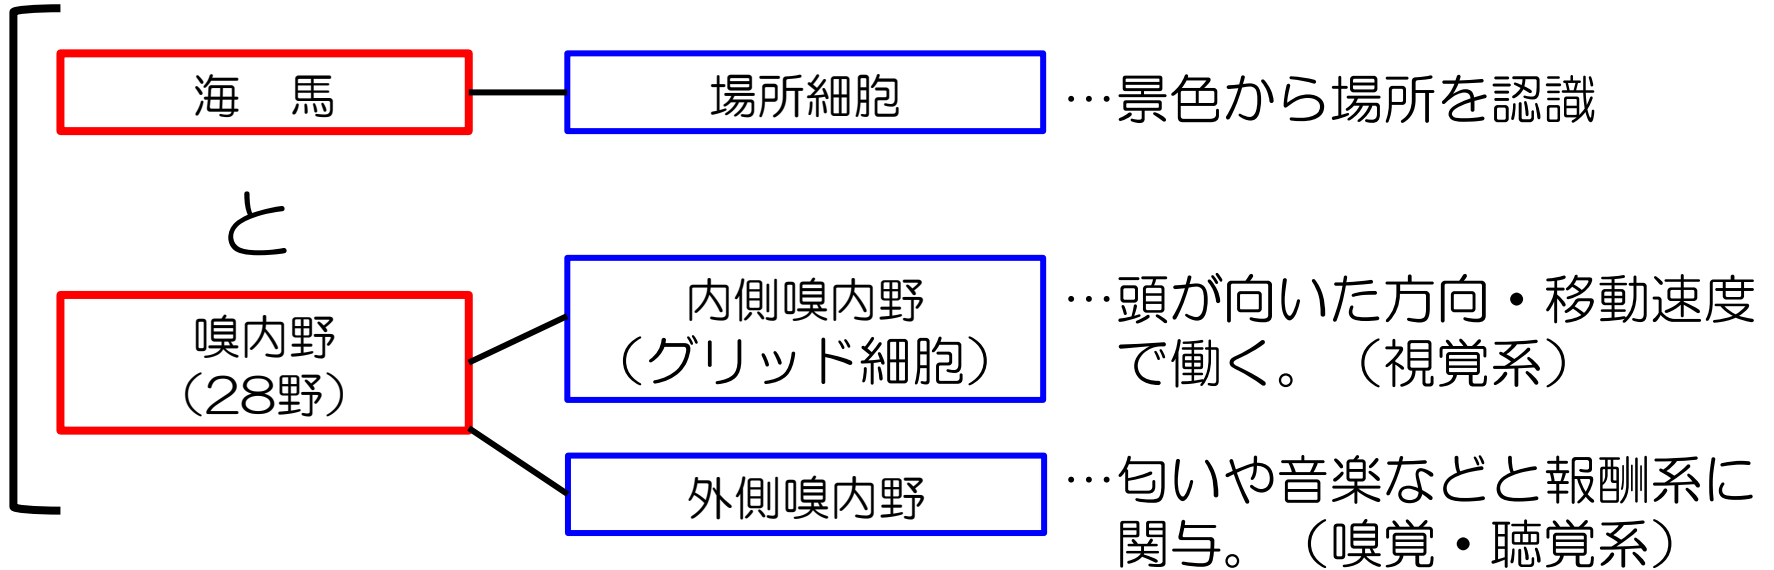 海　馬
場所細胞
…景色から場所を認識
と
嗅内野
（28野）
内側嗅内野
（グリッド細胞）
…頭が向いた方向・移動速度
で働く。（視覚系）
外側嗅内野
…匂いや音楽などと報酬系に
関与。（嗅覚・聴覚系）